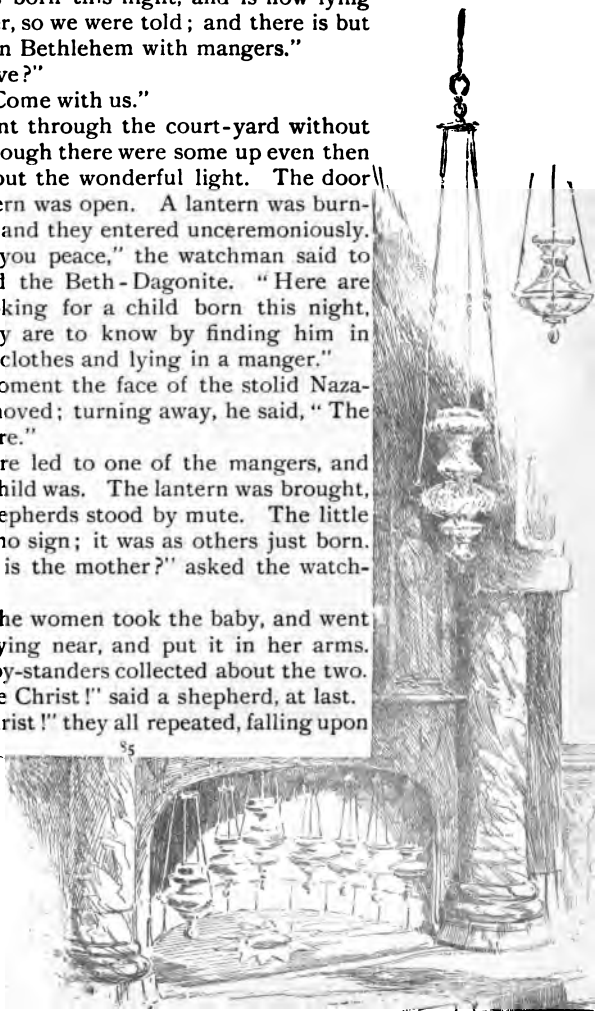 born this night, and is now lying
er, so we were told; and there is but
n Bethlehem with mangers."
ve?"
Come with us."
nt through the court-yard without
ough there were some up even then
out the wonderful light. The door
ern was open. A lantern was burn-
and they entered unceremoniously.
you peace," the watchman said to
d the Beth-Dagonite. "Here are
king for a child born this night,
y are to know by finding him in
clothes and lying in a manger."
oment the face of the stolid Naza-
noved; turning away, he said, "The
re."
re led to one of the mangers, and
hild was. The lantern was brought,
epherds stood by mute. The little
no sign; it was as others just born.
is the mother?" asked the watch-
he women took the baby, and went
ying near, and put it in her arms.
by-standers collected about the two.
e Christ!" said a shepherd, at last.
rist!" they all repeated, falling upon
85